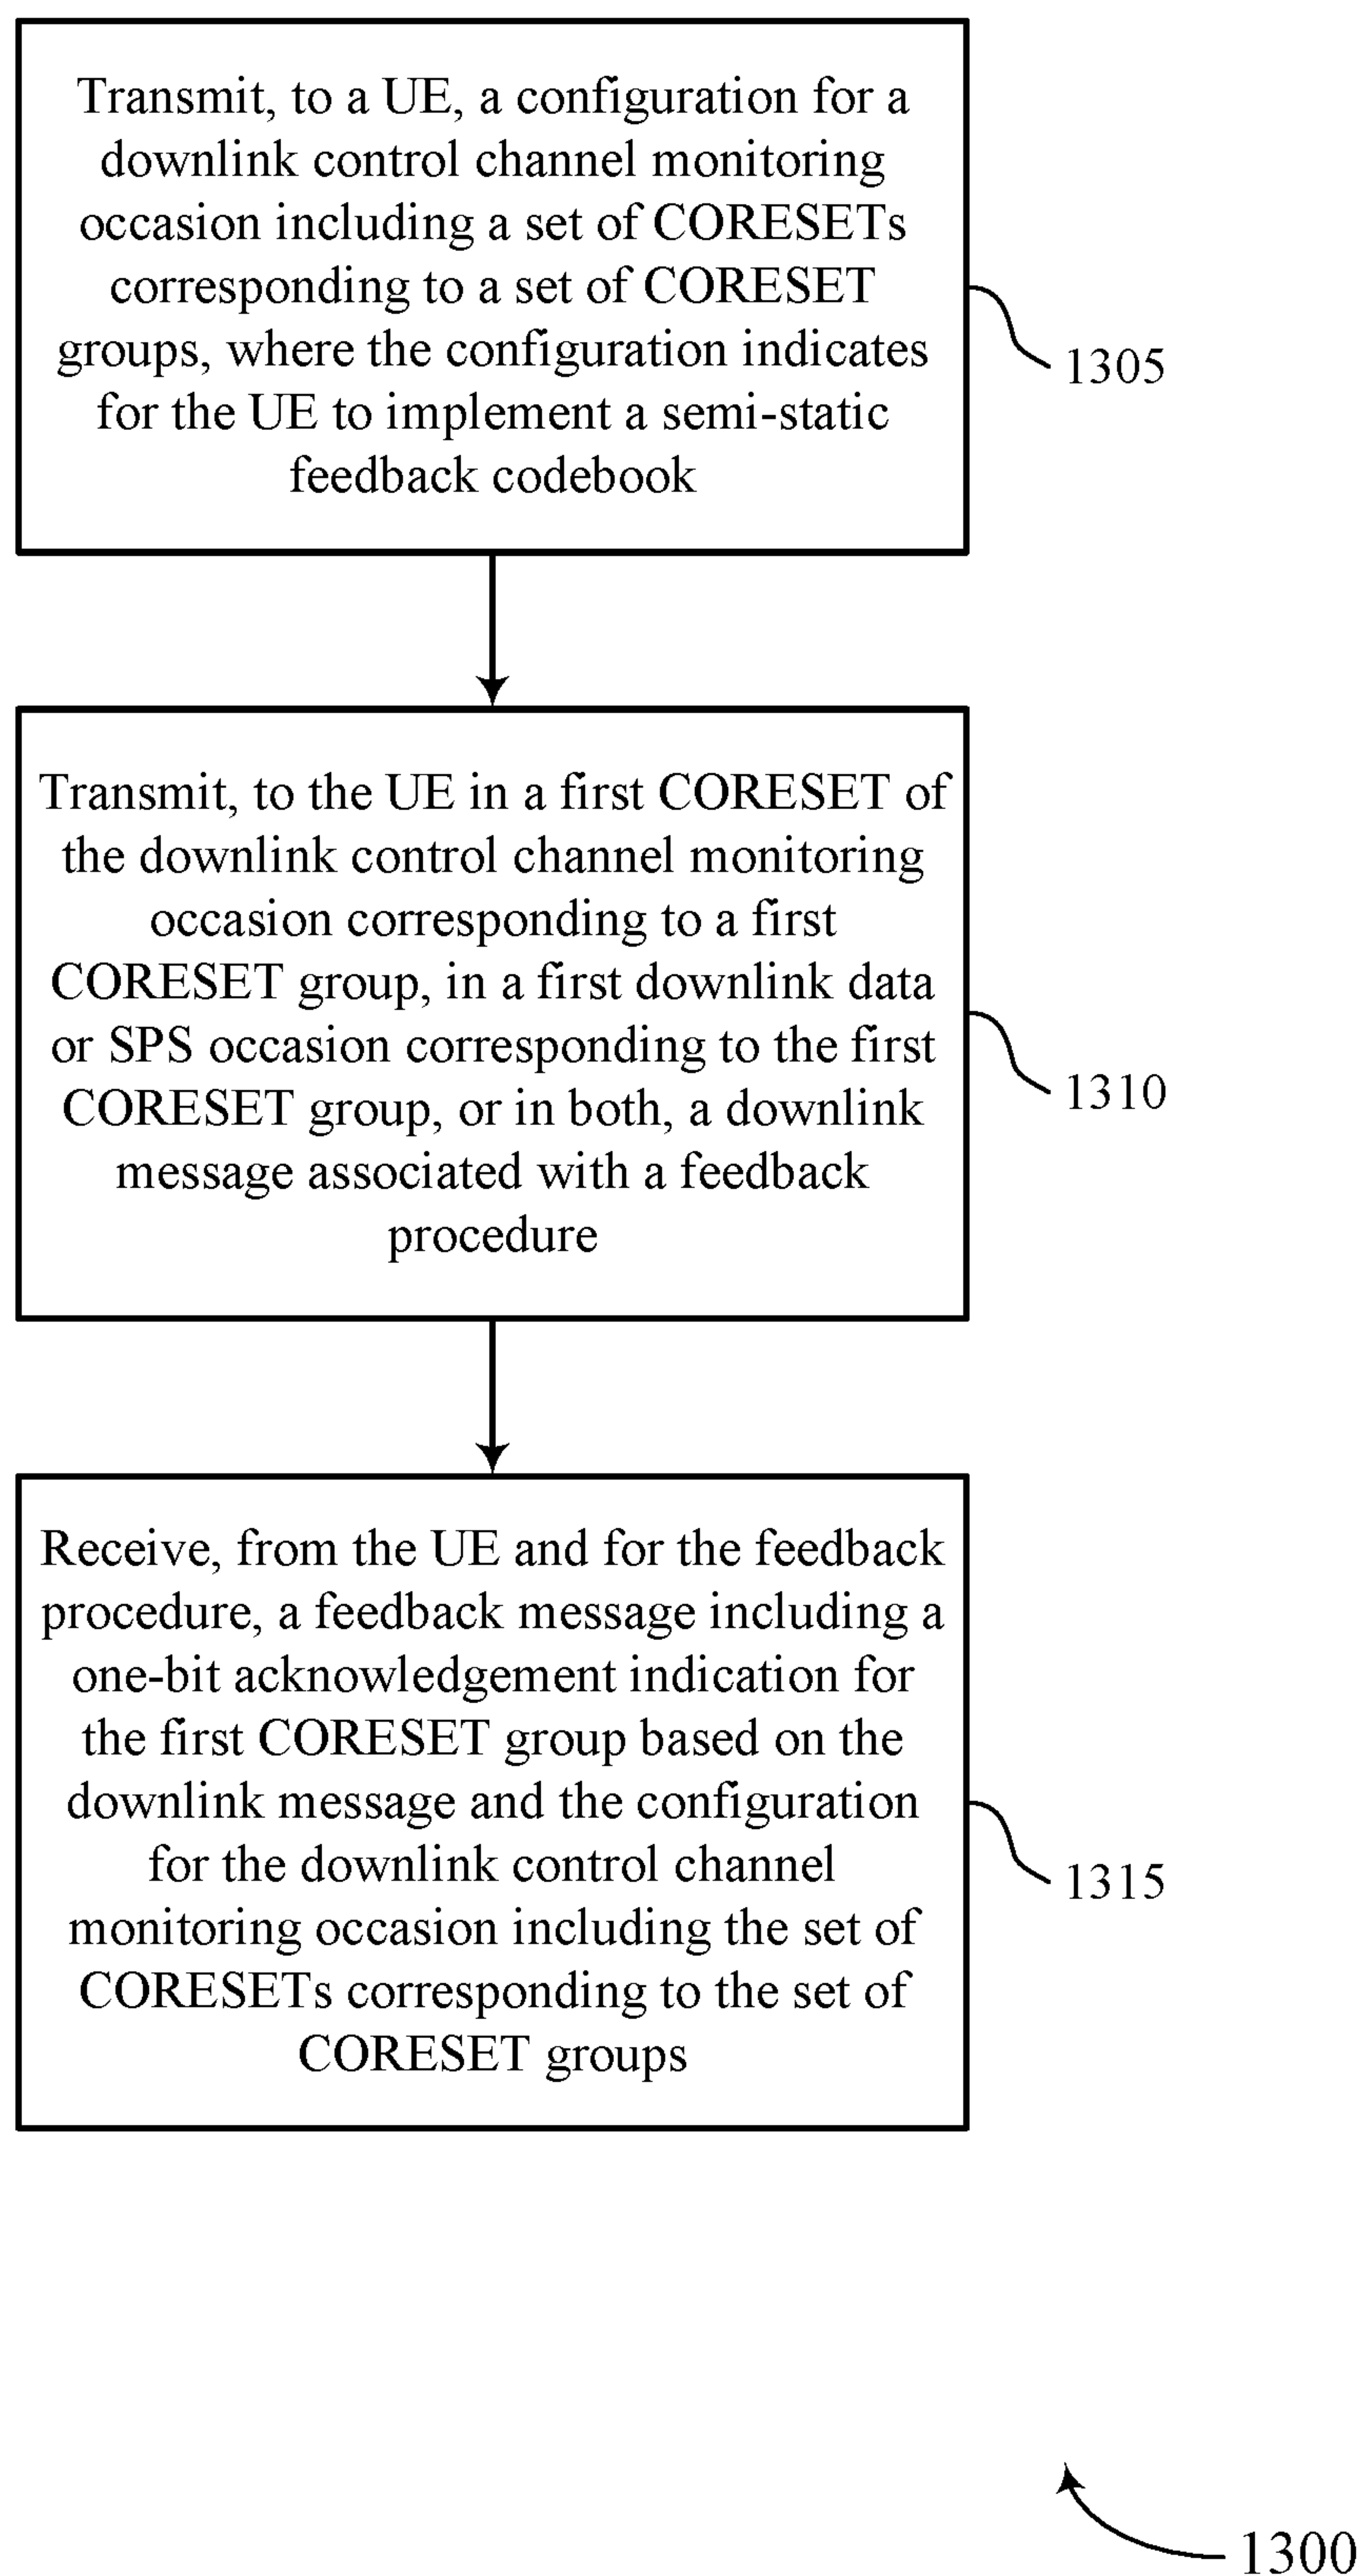 Transmit, to a UE, a configuration for a
downlink control channel monitoring
occasion including a set of CORESETs
corresponding to a set of CORESET
groups, where the configuration indicates
for the UE to implement a semi-static
feedback codebook
1305
Transmit, to the UE in a first CORESET of
the downlink control channel monitoring
occasion corresponding to a first
CORESET group, in a first downlink data
or SPS occasion corresponding to the first
CORESET group, or in both, a downlink
message associated with a feedback
procedure
1310
Receive, from the UE and for the feedback
procedure, a feedback message including a
one-bit acknowledgement indication for
the first CORESET group based on the
downlink message and the configuration
for the downlink control channel
monitoring occasion including the set of
CORESETs corresponding to the set of
CORESET groups
1315
1300